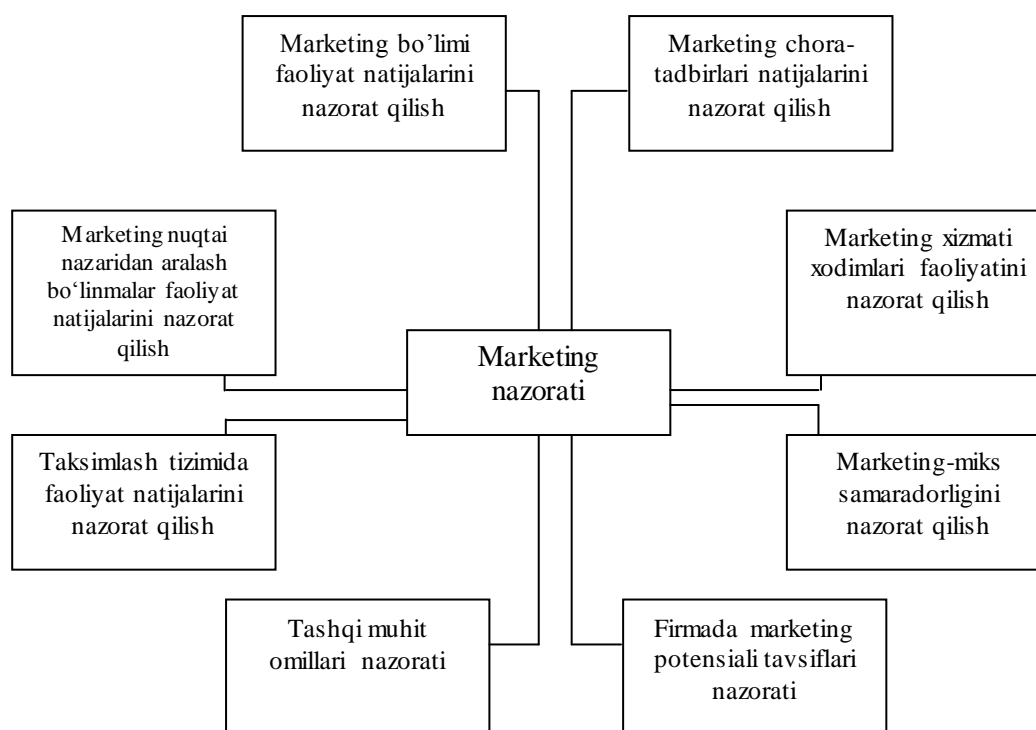 Marketing bo’limi
faoliyat natijalarini
nazorat qilish
Marketing chora-
tadbirlari natijalarini
nazorat qilish
Marketing nuqtai
nazaridan aralash
bo‘linmalar faoliyat
natijalarini nazorat
qilish
Marketing xizmati
xodimlari faoliyatini
nazorat qilish
Marketing
nazorati
Taksimlash tizimida
faoliyat natijalarini
nazorat qilish
Marketing-miks
samaradorligini
nazorat qilish
Tashqi muhit
omillari nazorati
Firmada marketing
potensiali tavsiflari
nazorati